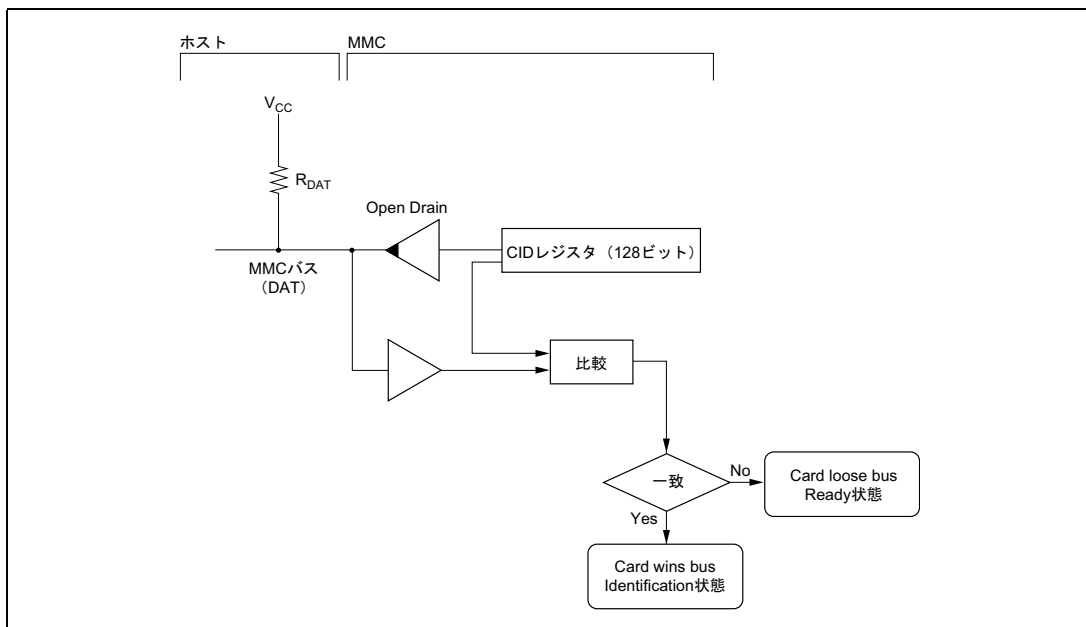 ホスト
MMC
VCC
RDAT
Open Drain
CIDレジスタ（128ビット）
MMCバス
（DAT）
比較
一致
No
Card loose bus
Ready状態
Yes
Card wins bus
Identification状態